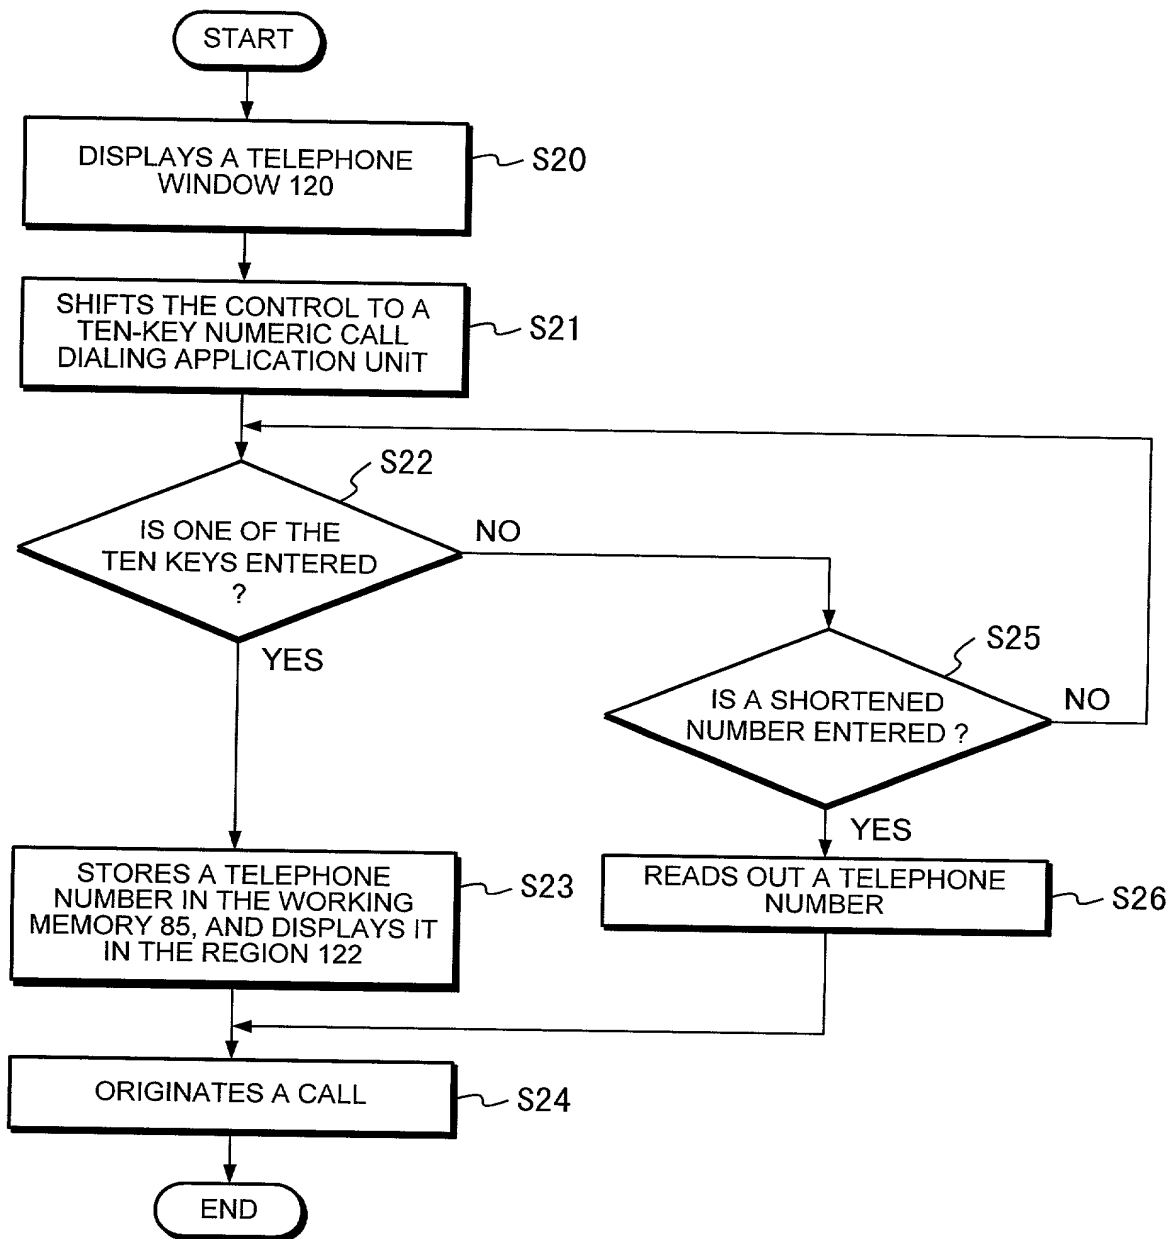 START
DISPLAYS A TELEPHONE
WINDOW 120
S20
SHIFTS THE CONTROL TO A
TEN-KEY NUMERIC CALL
DIALING APPLICATION UNIT
S21
S22
IS ONE OF THE
TEN KEYS ENTERED
?
NO
YES
S25
IS A SHORTENED
NUMBER ENTERED ?
NO
YES
STORES A TELEPHONE
NUMBER IN THE WORKING
MEMORY 85, AND DISPLAYS IT
IN THE REGION 122
S23
READS OUT A TELEPHONE
NUMBER
S26
ORIGINATES A CALL
S24
END